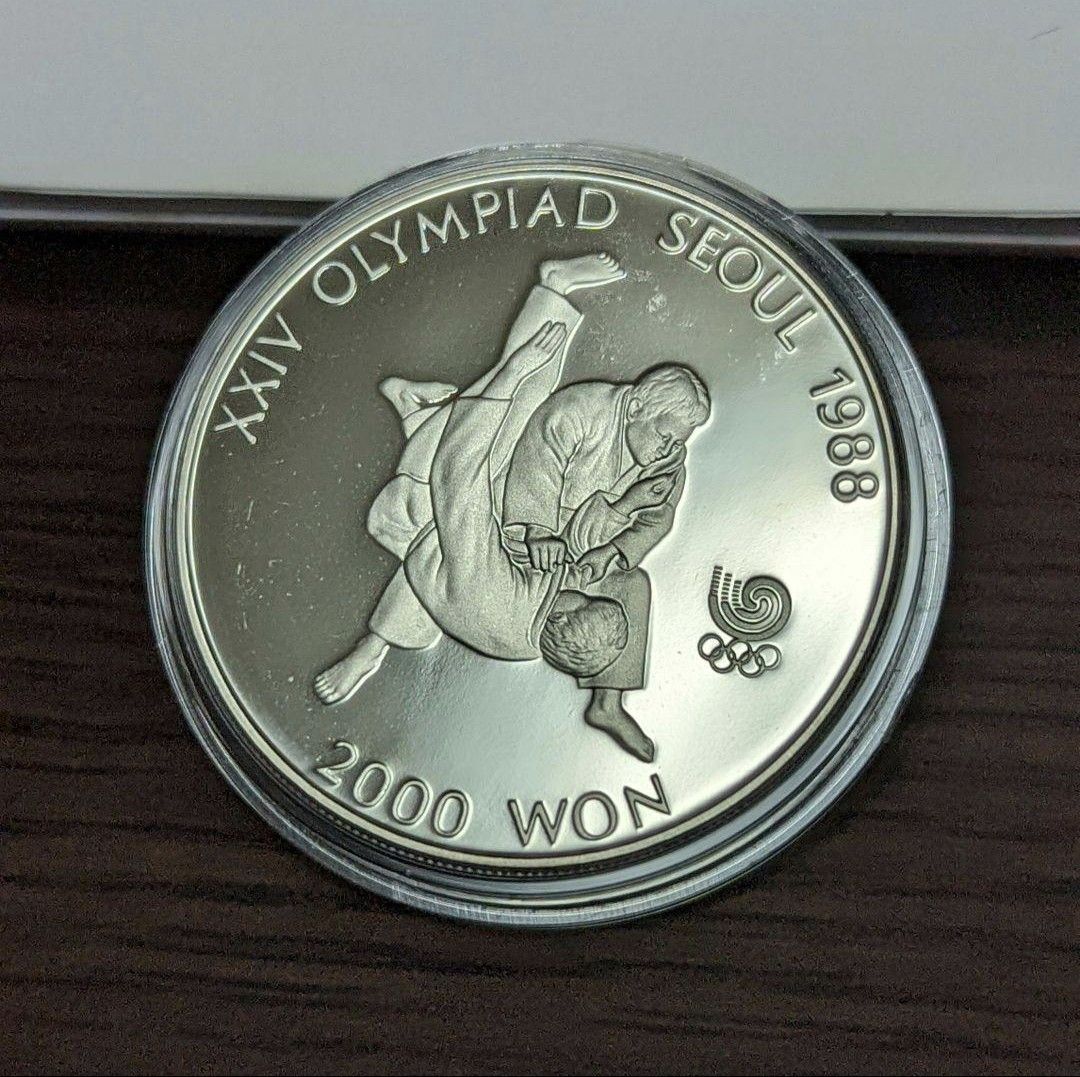 XXIV OLYMPIAD SEOUL 1988
2000 WON